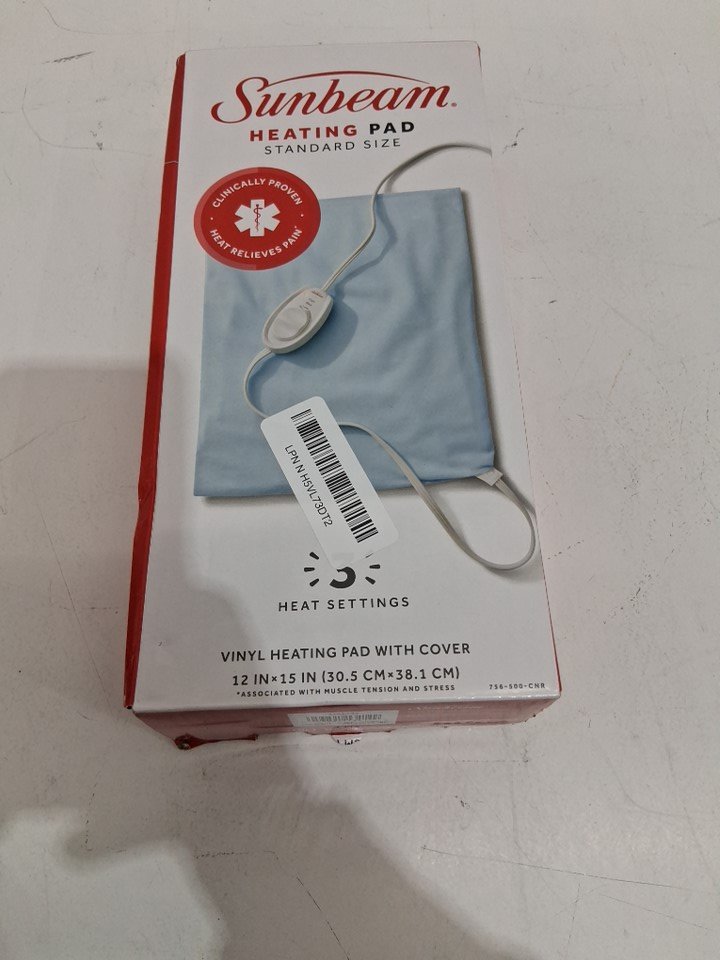 Sunbeam.
HEATING PAD
STANDARD SIZE
CLINICALLY PROVEN
HEAT RELIEVES PAIN*
LPN N H5VL73DT2
3
HEAT SETTINGS
VINYL HEATING PAD WITH COVER
12 IN×15 IN (30.5 CM×38.1 CM)
*ASSOCIATED WITH MUSCLE TENSION AND STRESS
756-500-CNR